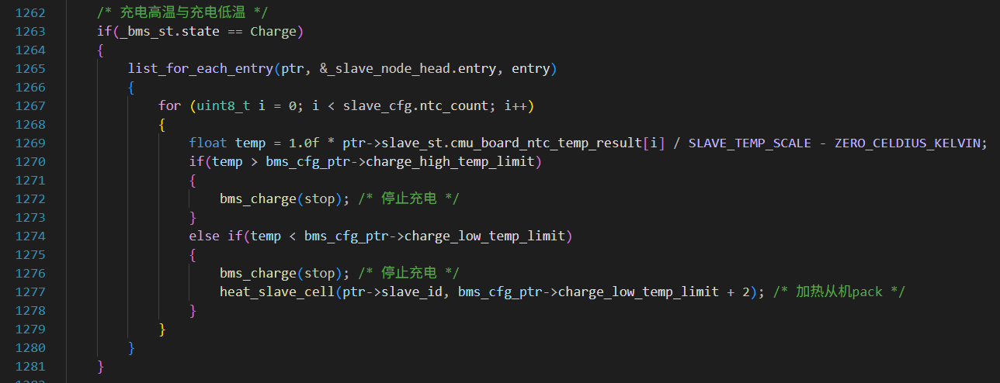 1262 /* 充电高温与充电低温 */
1263 if(_bms_st.state == Charge)
1264 {
1265 list_for_each_entry(ptr, &_slave_node_head.entry, entry)
1266 {
1267 for (uint8_t i = 0; i < slave_cfg.ntc_count; i++)
1268 {
1269 float temp = 1.0f * ptr->slave_st.cmu_board_ntc_temp_result[i] / SLAVE_TEMP_SCALE - ZERO_CELDIUS_KELVIN;
1270 if(temp > bms_cfg_ptr->charge_high_temp_limit)
1271 {
1272 bms_charge(stop); /* 停止充电 */
1273 }
1274 else if(temp < bms_cfg_ptr->charge_low_temp_limit)
1275 {
1276 bms_charge(stop); /* 停止充电 */
1277 heat_slave_cell(ptr->slave_id, bms_cfg_ptr->charge_low_temp_limit + 2); /* 加热从机pack */
1278 }
1279 }
1280 }
1281 }